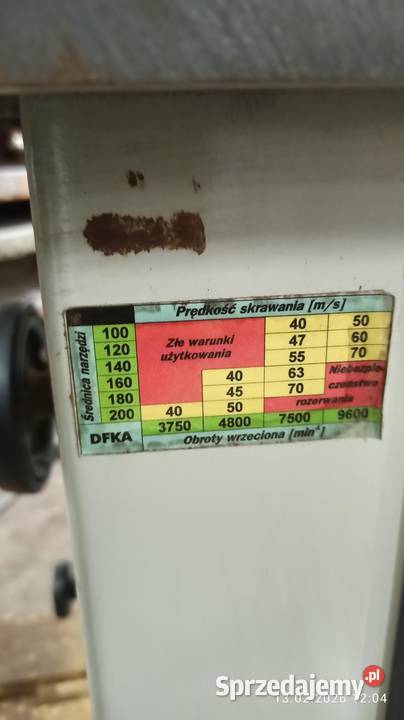 Prędkość skrawania [m/s]
Średnica narzędzi
100 Złe warunki użytkowania 40 50
120 47 60
140 55 70
160 40 63 Niebezpie-
180 45 70 czeństwo
200 40 50 rozerwania
DFKA 3750 4800 7500 9600
Obroty wrzeciona [min⁻¹]
Sprzedajemy.pl
13.02.2026 12:04